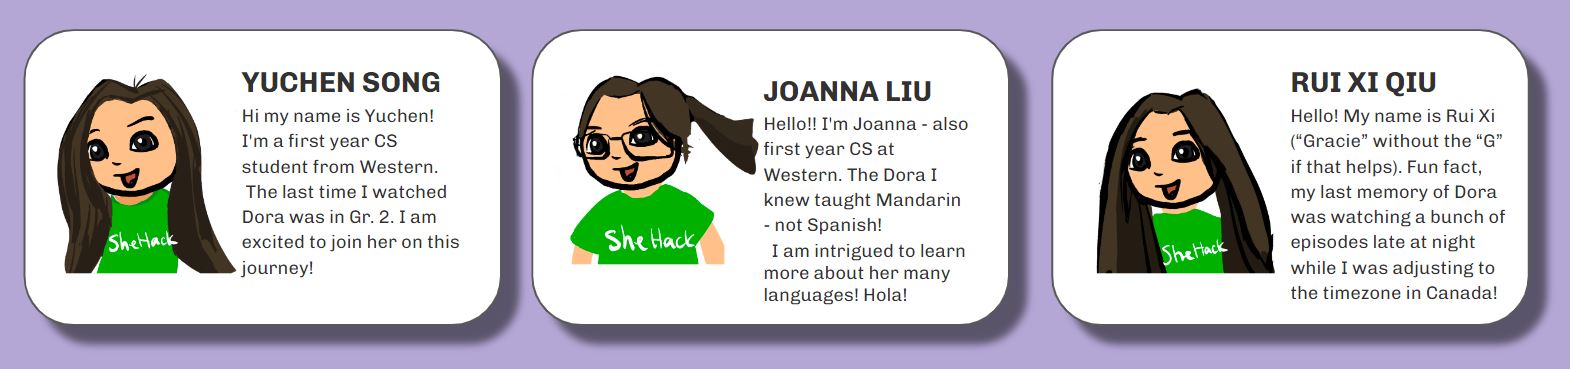 YUCHEN SONG
Hi my name is Yuchen!
I'm a first year CS
student from Western.
The last time I watched
Dora was in Gr. 2. I am
excited to join her on this
journey!
SheHack
JOANNA LIU
Hello!! I'm Joanna - also
first year CS at
Western. The Dora I
knew taught Mandarin
- not Spanish!
I am intrigued to learn
more about her many
languages! Hola!
SheHack
RUI XI QIU
Hello! My name is Rui Xi
(“Gracie” without the “G”
if that helps). Fun fact,
my last memory of Dora
was watching a bunch of
episodes late at night
while I was adjusting to
the timezone in Canada!
SheHack